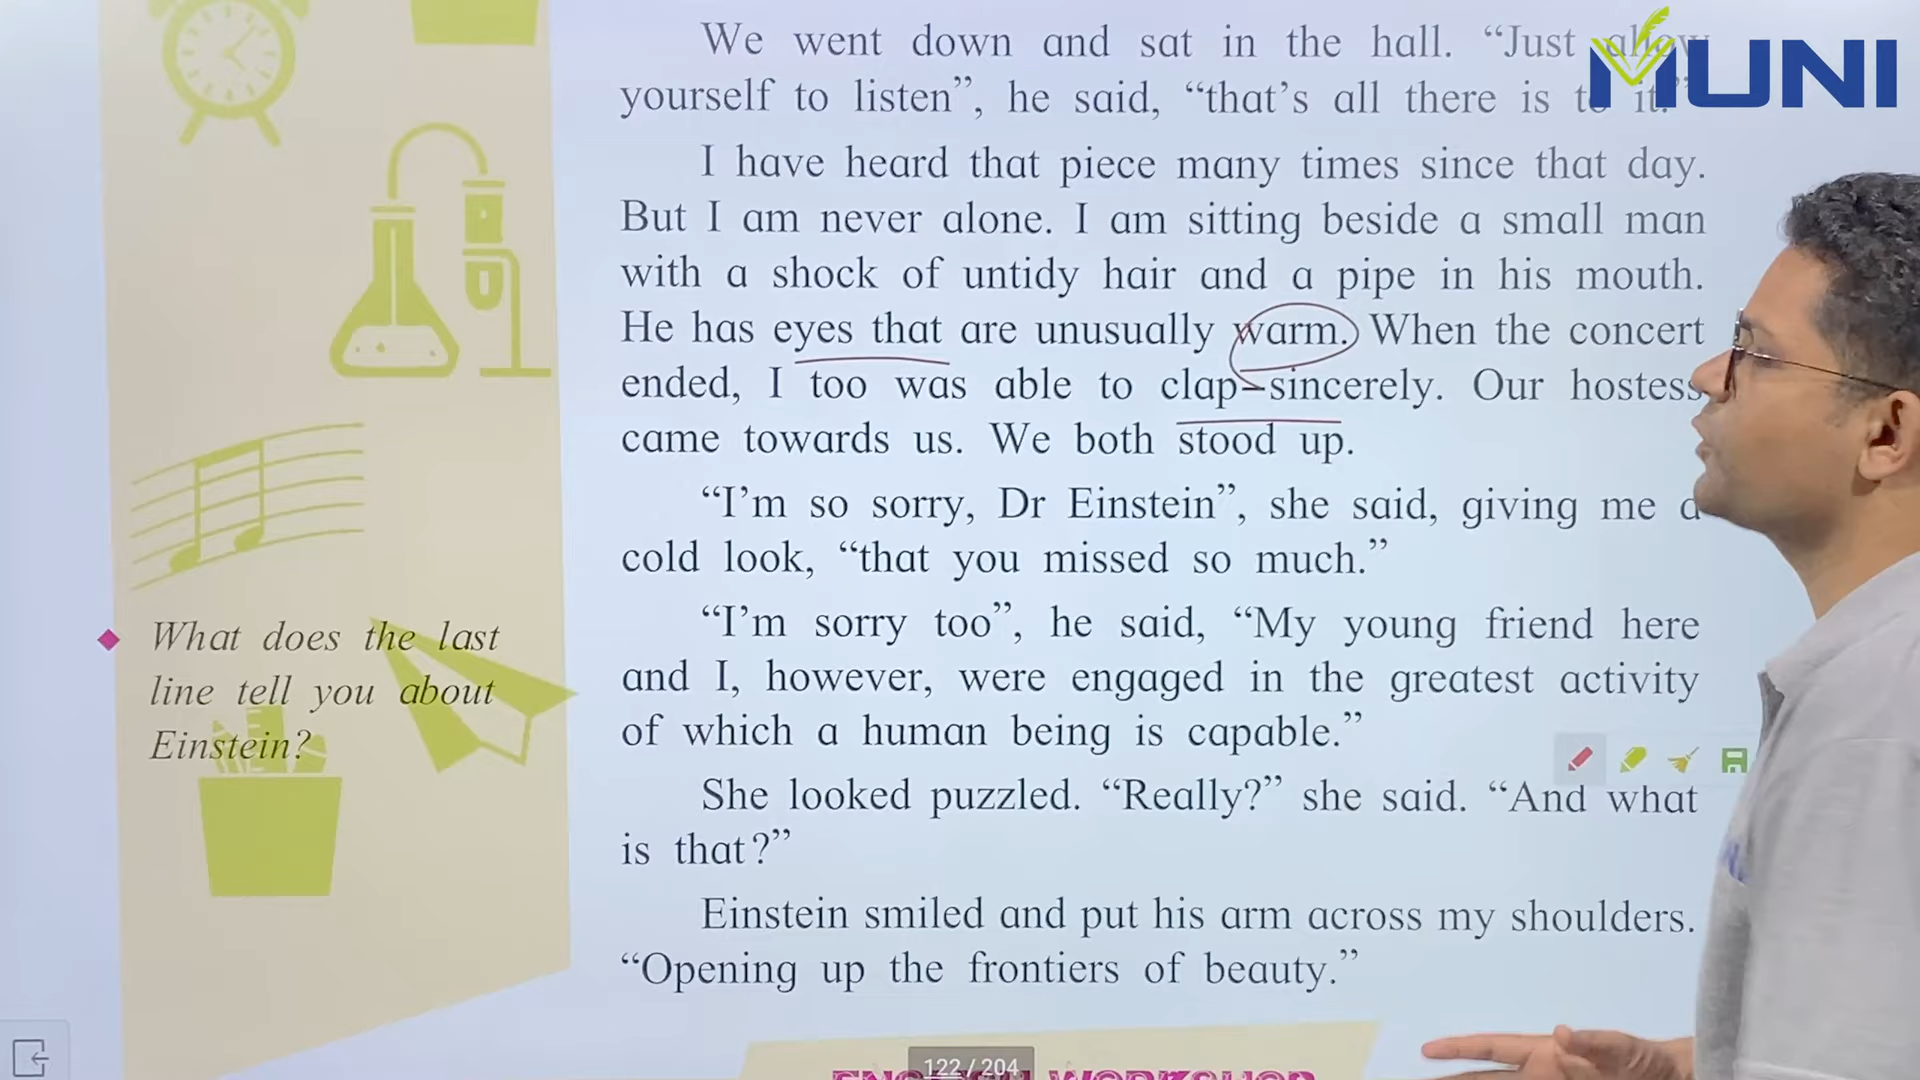 We went down and sat in the hall. “Just allow
yourself to listen”, he said, “that’s all there is to it.”
I have heard that piece many times since that day.
But I am never alone. I am sitting beside a small man
with a shock of untidy hair and a pipe in his mouth.
He has eyes that are unusually warm. When the concert
ended, I too was able to clap–sincerely. Our hostess
came towards us. We both stood up.
“I’m so sorry, Dr Einstein”, she said, giving me a
cold look, “that you missed so much.”
“I’m sorry too”, he said, “My young friend here
and I, however, were engaged in the greatest activity
of which a human being is capable.”
She looked puzzled. “Really?” she said. “And what
is that?”
Einstein smiled and put his arm across my shoulders.
“Opening up the frontiers of beauty.”
What does the last
line tell you about
Einstein?
MUNI
122 / 204